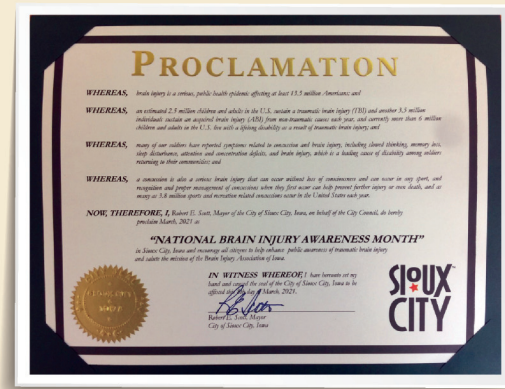 PROCLAMATION
WHEREAS, brain injury is a serious, public health epidemic affecting at least 13.5 million Americans; and
WHEREAS, an estimated 2.5 million children and adults in the U.S. sustain a traumatic brain injury (TBI) and another 3.5 million
individuals sustain an acquired brain injury (ABI) from non-traumatic causes each year, and currently more than 6 million
children and adults in the U.S. live with a lifelong disability as a result of traumatic brain injury; and
WHEREAS, many of our soldiers have reported symptoms related to concussion and brain injury, including slowed thinking, memory loss,
sleep disturbance, attention and concentration deficits, and brain injury, which is a leading cause of disability among soldiers
returning to their communities; and
WHEREAS, a concussion is also a serious brain injury that can occur without loss of consciousness and can occur in any sport, and
recognition and proper management of concussions when they first occur can help prevent further injury or even death, and as
many as 3.8 million sports and recreation related concussions occur in the United States each year.
NOW, THEREFORE, I, Robert E. Scott, Mayor of the City of Sioux City, Iowa, on behalf of the City Council, do hereby
proclaim March, 2021 as
“NATIONAL BRAIN INJURY AWARENESS MONTH”
in Sioux City, Iowa and encourage all citizens to help enhance public awareness of traumatic brain injury
and salute the mission of the Brain Injury Association of Iowa.
IN WITNESS WHEREOF, I have hereunto set my
hand and caused the seal of the City of Sioux City, Iowa to be
affixed this day of March, 2021.
Robert E. Scott, Mayor
City of Sioux City, Iowa
SIOUX
CITY